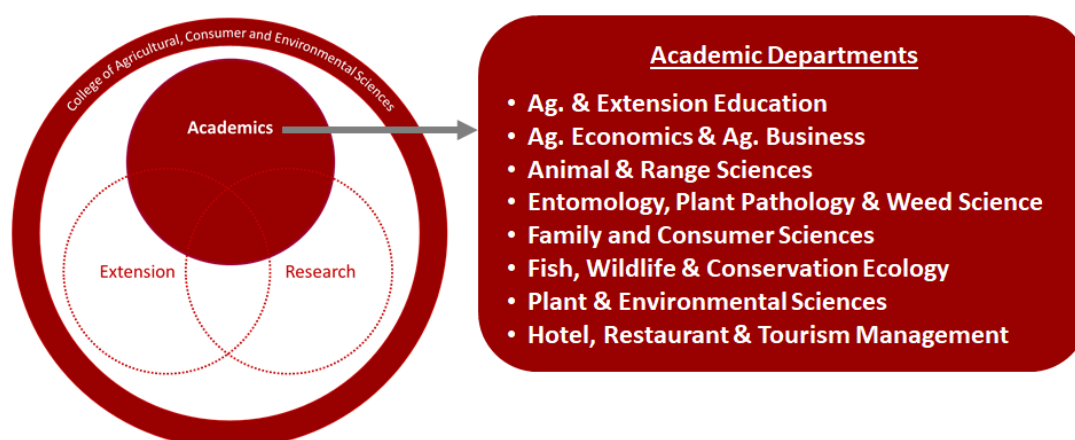 College of Agricultural, Consumer and Environmental Sciences
Academics
Extension
Research
Academic Departments
• Ag. & Extension Education
• Ag. Economics & Ag. Business
• Animal & Range Sciences
• Entomology, Plant Pathology & Weed Science
• Family and Consumer Sciences
• Fish, Wildlife & Conservation Ecology
• Plant & Environmental Sciences
• Hotel, Restaurant & Tourism Management